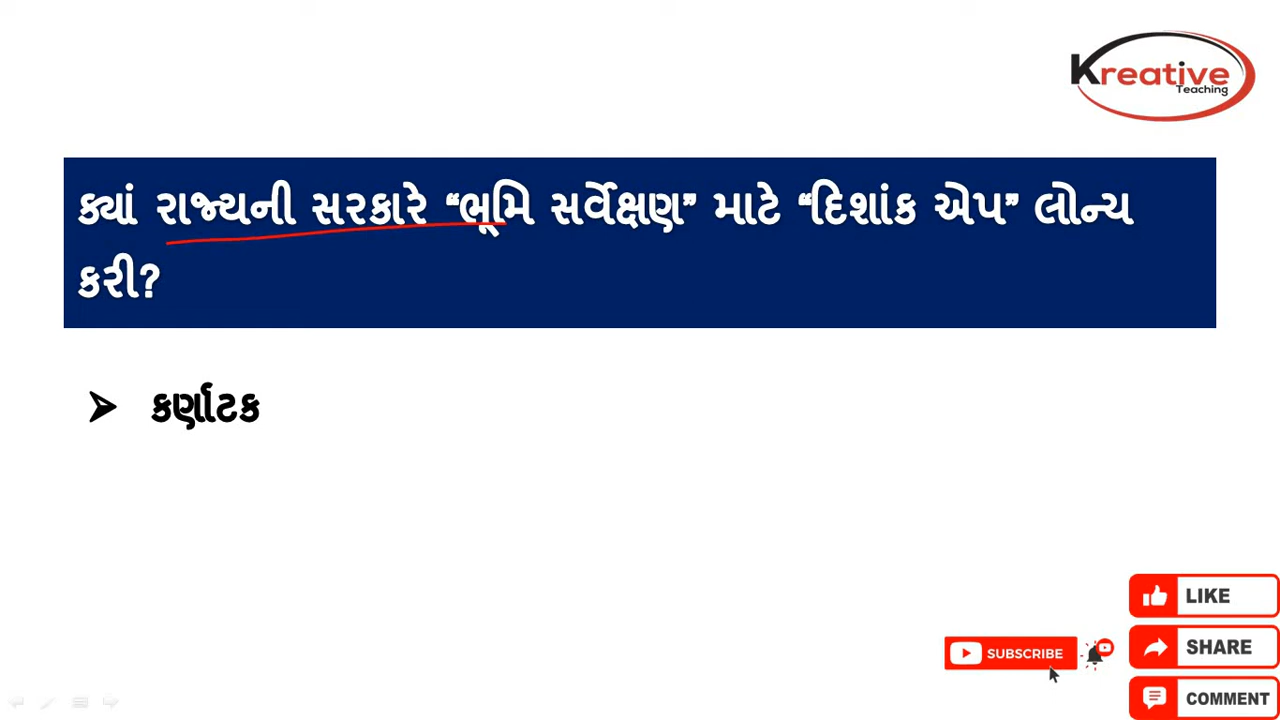 Kreative
Teaching
ક્યાં રાજ્યની સરકારે “ભૂમિ સર્વેક્ષણ” માટે “દિશાંક એપ” લોન્ચ
કરી?
➢ કર્ણાટક
LIKE
SUBSCRIBE
SHARE
COMMENT